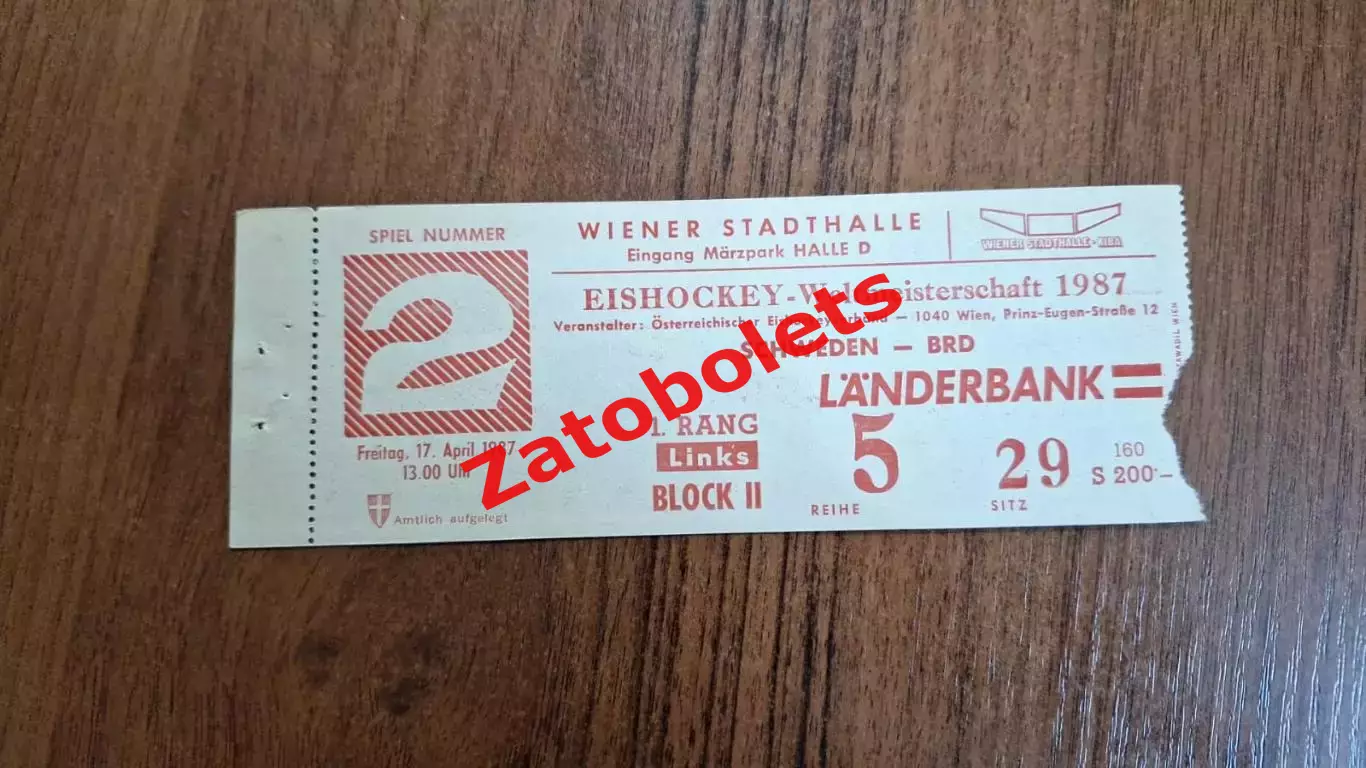 SPIEL NUMMER
2
Freitag, 17. April 1987
13.00 Uhr
Amtlich aufgelegt
WIENER STADTHALLE
Eingang Märzpark HALLE D
WIENER STADTHALLE-KIBA
EISHOCKEY-Weltmeisterschaft 1987
Veranstalter: Österreichischer Eishockeyverband — 1040 Wien, Prinz-Eugen-Straße 12
SCHWEDEN — BRD
LÄNDERBANK
1. RANG
Links
BLOCK II
5
REIHE
29
SITZ
160
S 200·—
Zatobolets